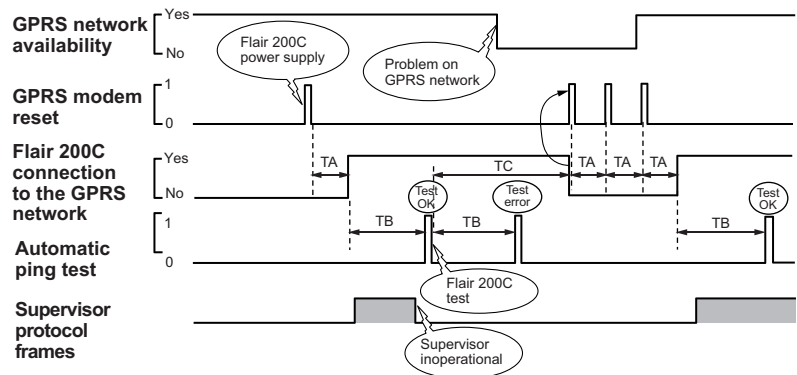 GPRS network
availability
Yes
No
Flair 200C
power supply
Problem on
GPRS network
GPRS modem
reset
1
0
Flair 200C
connection
to the GPRS
network
Yes
No
TA
TC
TA
TA
TA
Test
OK
Test
error
Test
OK
Automatic
ping test
1
0
TB
TB
TB
Flair 200C
test
Supervisor
protocol
frames
Supervisor
inoperational